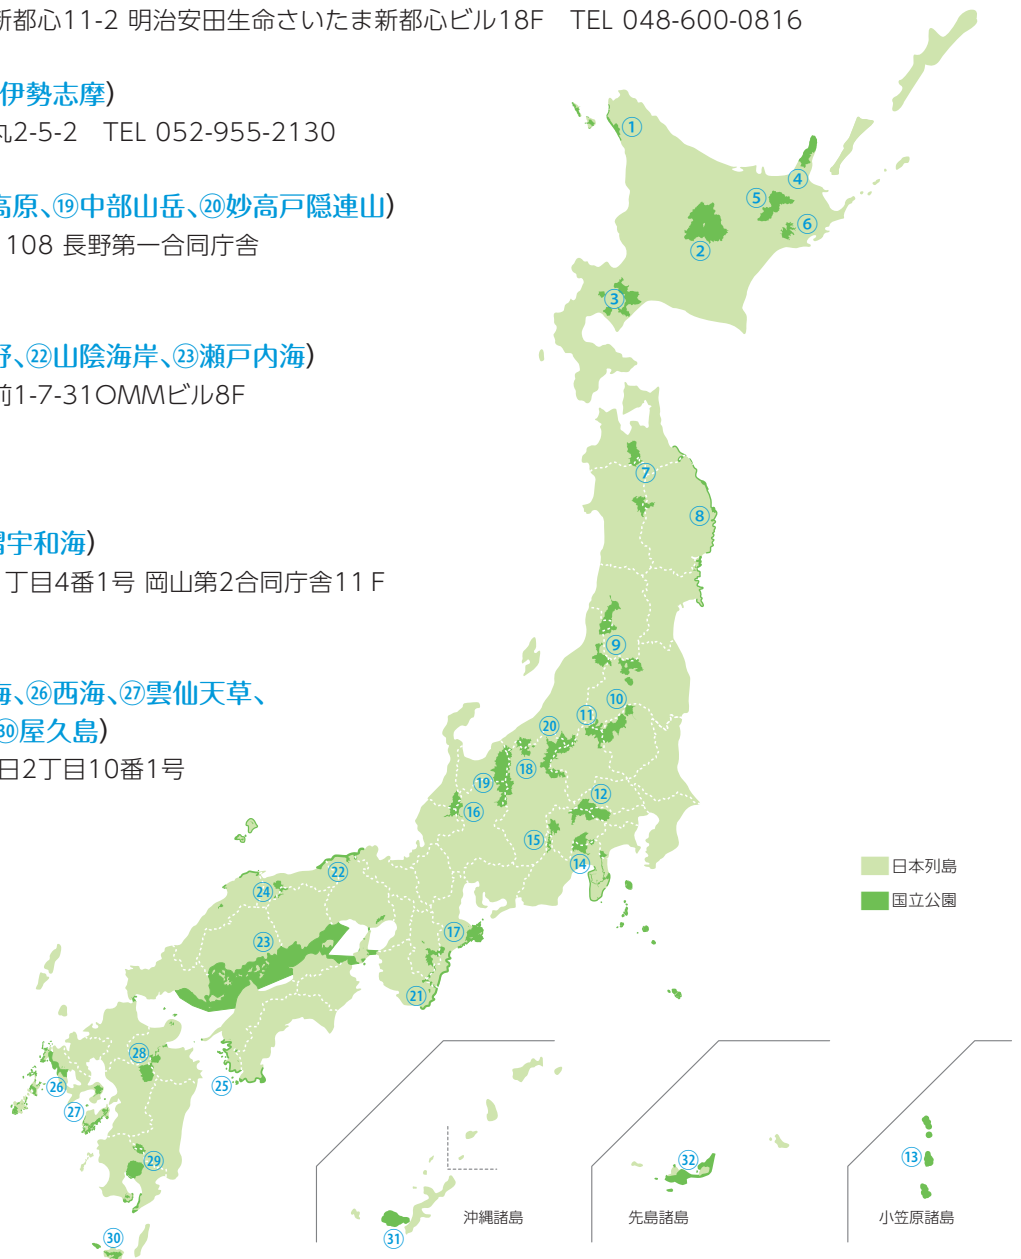 新都心11-2 明治安田生命さいたま新都心ビル18F　TEL 048-600-0816
伊勢志摩)
丸2-5-2　TEL 052-955-2130
高原、⑲中部山岳、⑳妙高戸隠連山)
108 長野第一合同庁舎
野、㉒山陰海岸、㉓瀬戸内海)
前1-7-31OMMビル8F
宇和海)
丁目4番1号 岡山第2合同庁舎11F
海、㉖西海、㉗雲仙天草、
㉚屋久島)
日2丁目10番1号
①
④
⑤
⑥
②
③
⑦
⑧
⑨
⑩
⑪
⑳
⑱
⑲
⑫
⑯
⑮
⑭
㉒
㉔
⑰
㉓
㉑
㉘
㉖
㉕
㉗
㉙
㉚
㉛
㉜
⑬
日本列島
国立公園
沖縄諸島
先島諸島
小笠原諸島